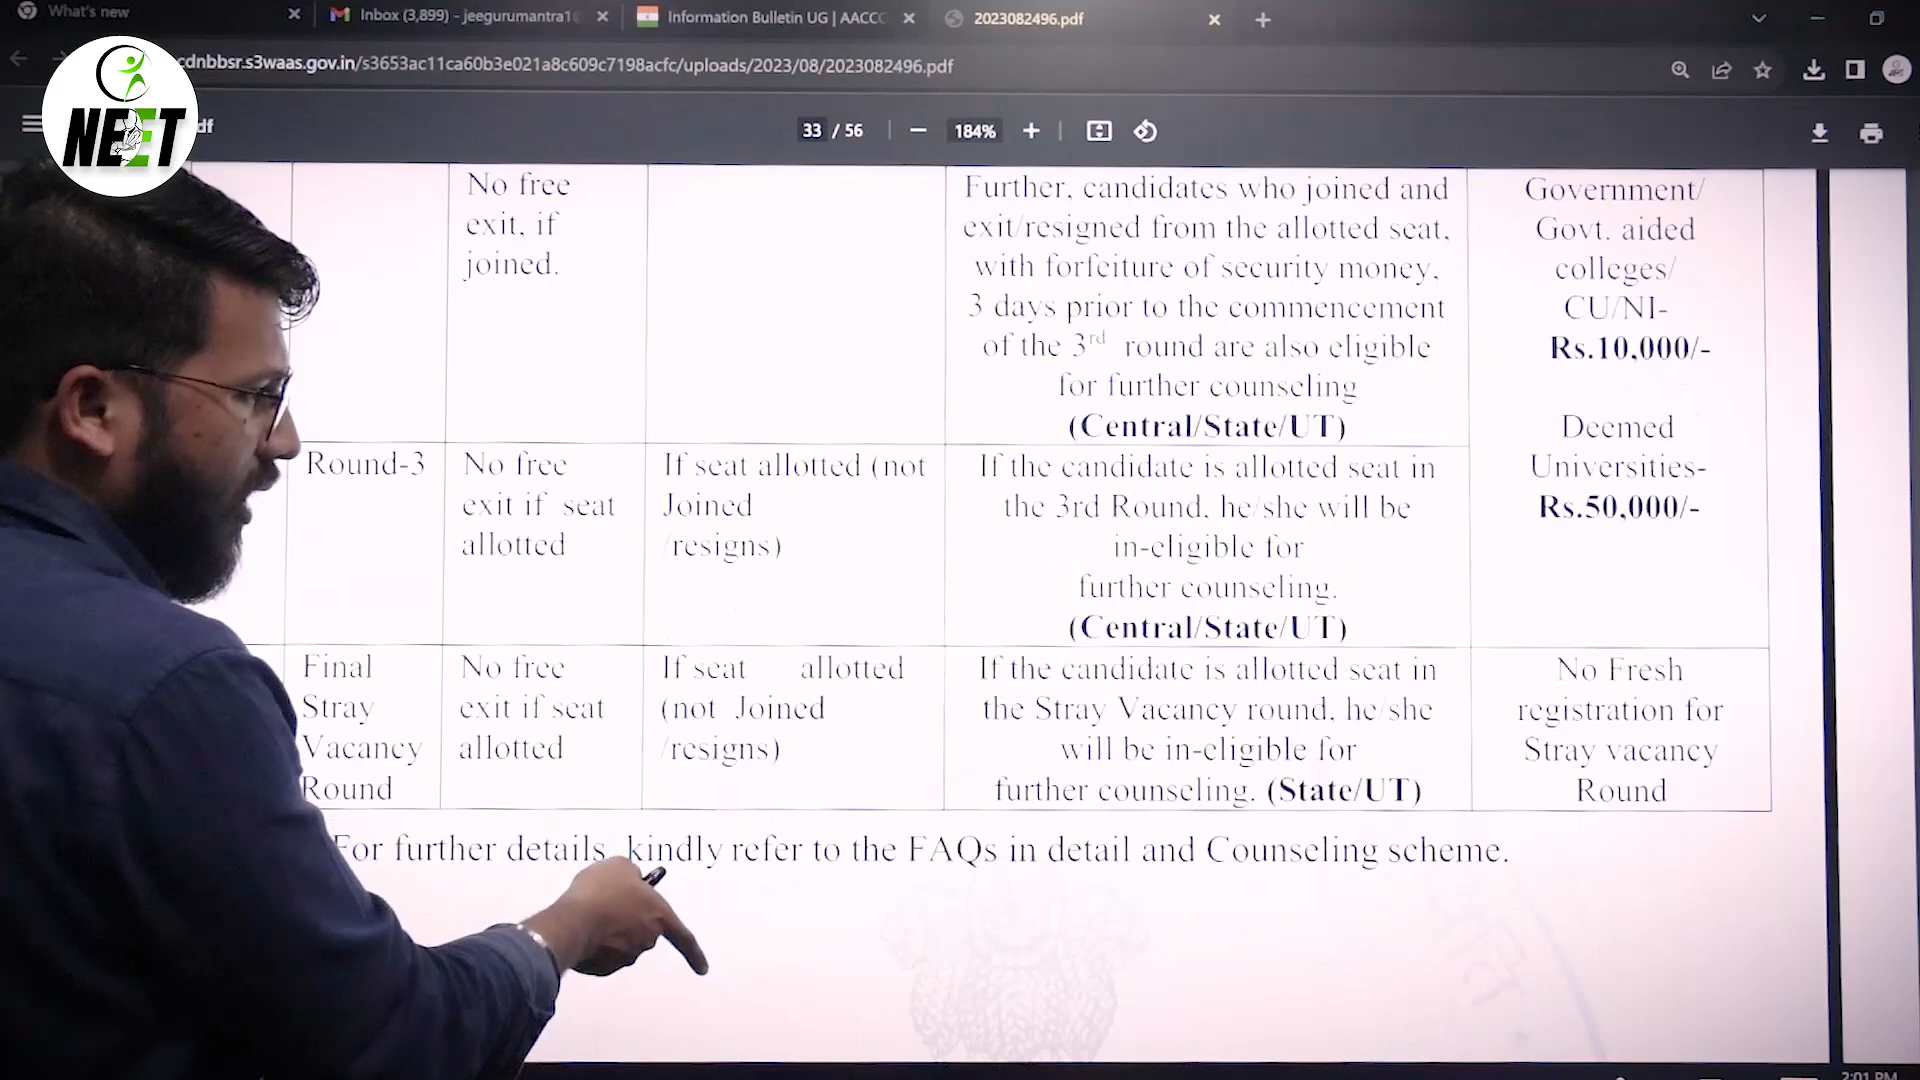 What's new
Inbox (3,899) - jeegurumantra1
Information Bulletin UG | AACCC
2023082496.pdf
cdnbbsr.s3waas.gov.in/s3653ac11ca60b3e021a8c609c7198acfc/uploads/2023/08/2023082496.pdf
NEET
df
33 / 56
184%
No free
exit, if
joined.
Further, candidates who joined and
exit/resigned from the allotted seat,
with forfeiture of security money,
3 days prior to the commencement
of the 3rd round are also eligible
for further counseling
(Central/State/UT)
Government/
Govt. aided
colleges/
CU/NI-
Rs.10,000/-
Deemed
Universities-
Rs.50,000/-
Round-3
No free
exit if seat
allotted
If seat allotted (not
Joined
/resigns)
If the candidate is allotted seat in
the 3rd Round, he/she will be
in-eligible for
further counseling.
(Central/State/UT)
Final
Stray
Vacancy
Round
No free
exit if seat
allotted
If seat allotted
(not Joined
/resigns)
If the candidate is allotted seat in
the Stray Vacancy round, he/she
will be in-eligible for
further counseling. (State/UT)
No Fresh
registration for
Stray vacancy
Round
For further details, kindly refer to the FAQs in detail and Counseling scheme.
2:01 PM